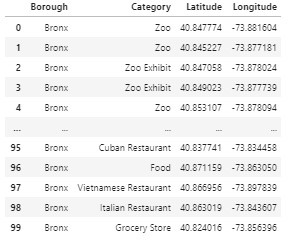 Borough Category Latitude Longitude
0 Bronx Zoo 40.847774 -73.881604
1 Bronx Zoo 40.845227 -73.877181
2 Bronx Zoo Exhibit 40.847058 -73.878024
3 Bronx Zoo Exhibit 40.849023 -73.877739
4 Bronx Zoo 40.853107 -73.878094
... ... ... ... ...
95 Bronx Cuban Restaurant 40.837741 -73.834458
96 Bronx Food 40.871159 -73.863050
97 Bronx Vietnamese Restaurant 40.866956 -73.897839
98 Bronx Italian Restaurant 40.863019 -73.843607
99 Bronx Grocery Store 40.824016 -73.856396